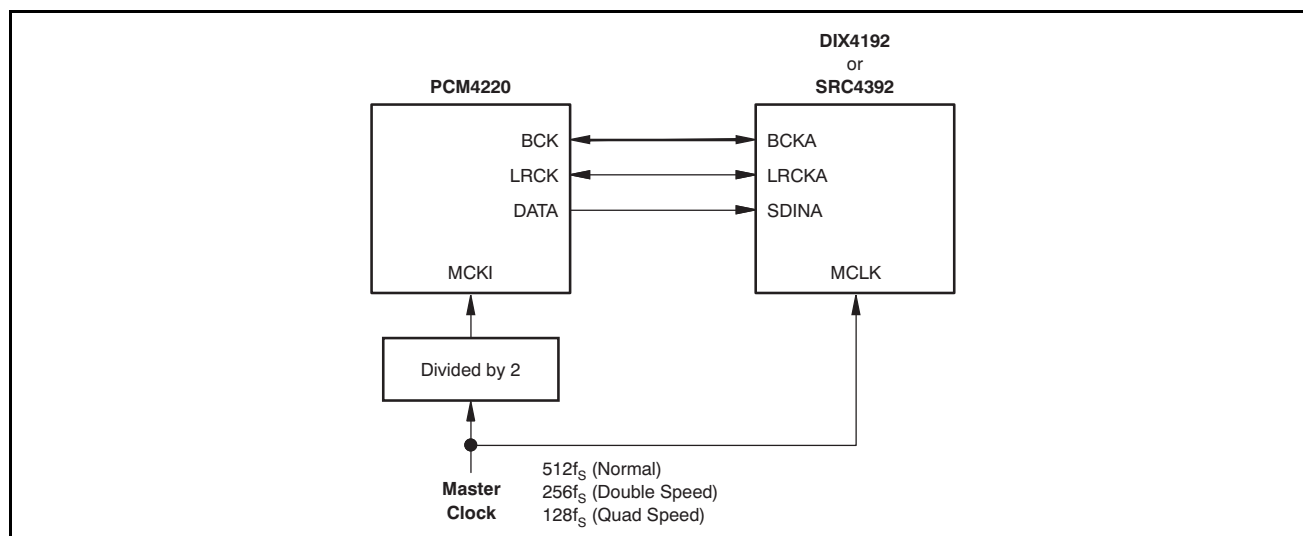 DIX4192
or
SRC4392
PCM4220
BCK
LRCK
DATA
MCKI
BCKA
LRCKA
SDINA
MCLK
Divided by 2
Master
Clock
512fS (Normal)
256fS (Double Speed)
128fS (Quad Speed)